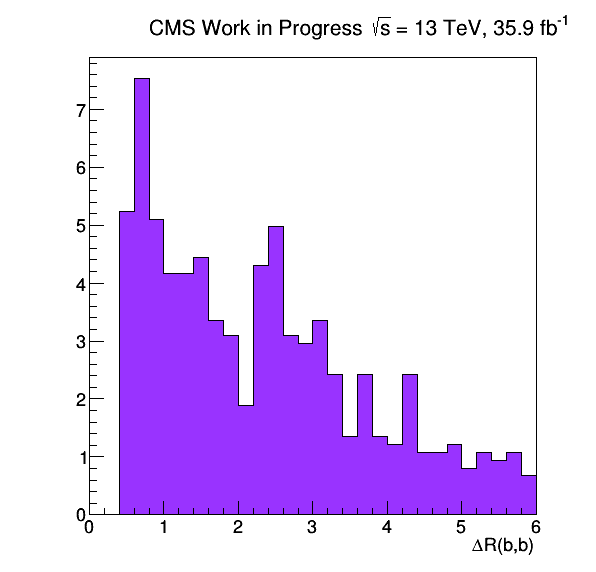 CMS Work in Progress √s = 13 TeV, 35.9 fb⁻¹
7
6
5
4
3
2
1
0
0 1 2 3 4 5 6
ΔR(b,b)